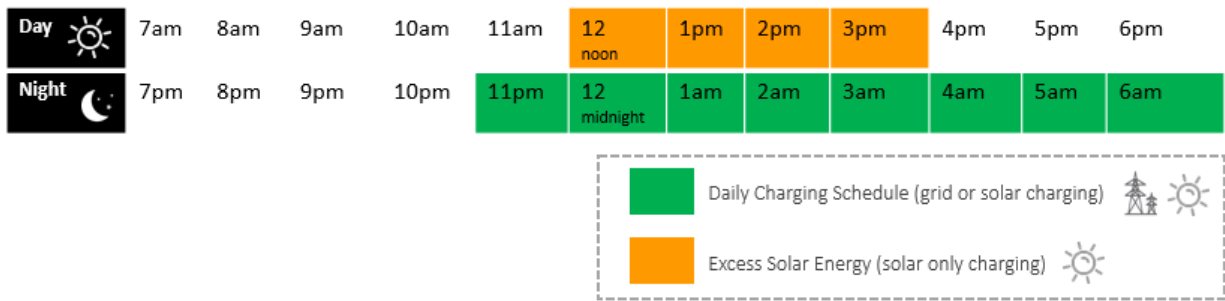 Day 7am 8am 9am 10am 11am 12 1pm 2pm 3pm 4pm 5pm 6pm
noon
Night 7pm 8pm 9pm 10pm 11pm 12 1am 2am 3am 4am 5am 6am
midnight
Daily Charging Schedule (grid or solar charging)
Excess Solar Energy (solar only charging)